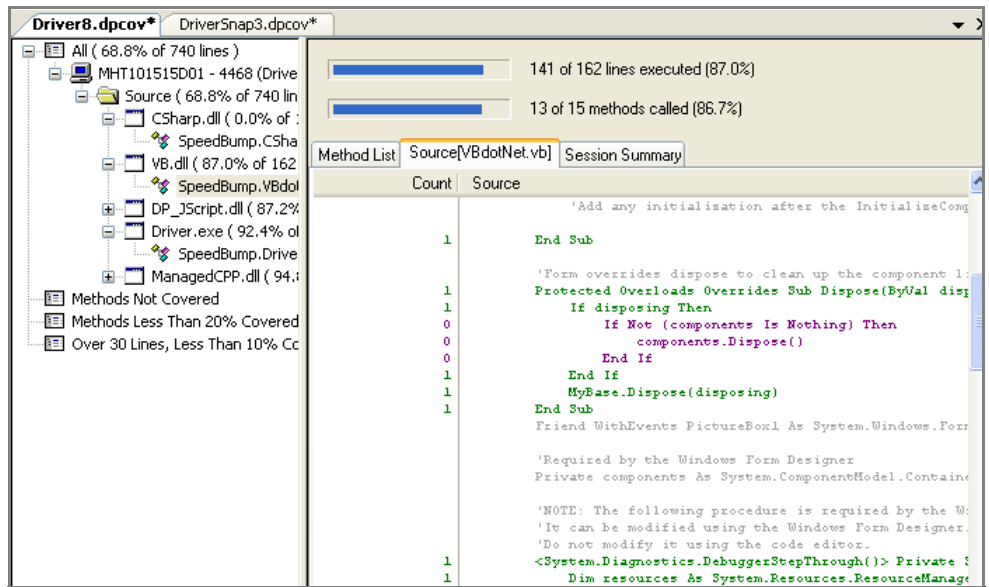 Driver8.dpcov* DriverSnap3.dpcov*
All ( 68.8% of 740 lines )
MHT101515D01 - 4468 (Drive
Source ( 68.8% of 740 lin
CSharp.dll ( 0.0% of
SpeedBump.CSha
VB.dll ( 87.0% of 162
SpeedBump.VBdo
DP_JScript.dll ( 87.2%
Driver.exe ( 92.4% of
SpeedBump.Drive
ManagedCPP.dll ( 94.
Methods Not Covered
Methods Less Than 20% Covered
Over 30 Lines, Less Than 10% Co
141 of 162 lines executed (87.0%)
13 of 15 methods called (86.7%)
Method List Source[VBdotNet.vb] Session Summary
Count Source
'Add any initialization after the InitializeComp
1 End Sub
'Form overrides dispose to clean up the component li
1 Protected Overloads Overrides Sub Dispose(ByVal disp
1 If disposing Then
0 If Not (components Is Nothing) Then
0 components.Dispose()
0 End If
1 End If
1 MyBase.Dispose(disposing)
1 End Sub
Friend WithEvents PictureBox1 As System.Windows.For
'Required by the Windows Form Designer
Private components As System.ComponentModel.Containe
'NOTE: The following procedure is required by the W
'It can be modified using the Windows Form Designer.
'Do not modify it using the code editor.
1 <System.Diagnostics.DebuggerStepThrough()> Private S
1 Dim resources As System.Resources.ResourceManage